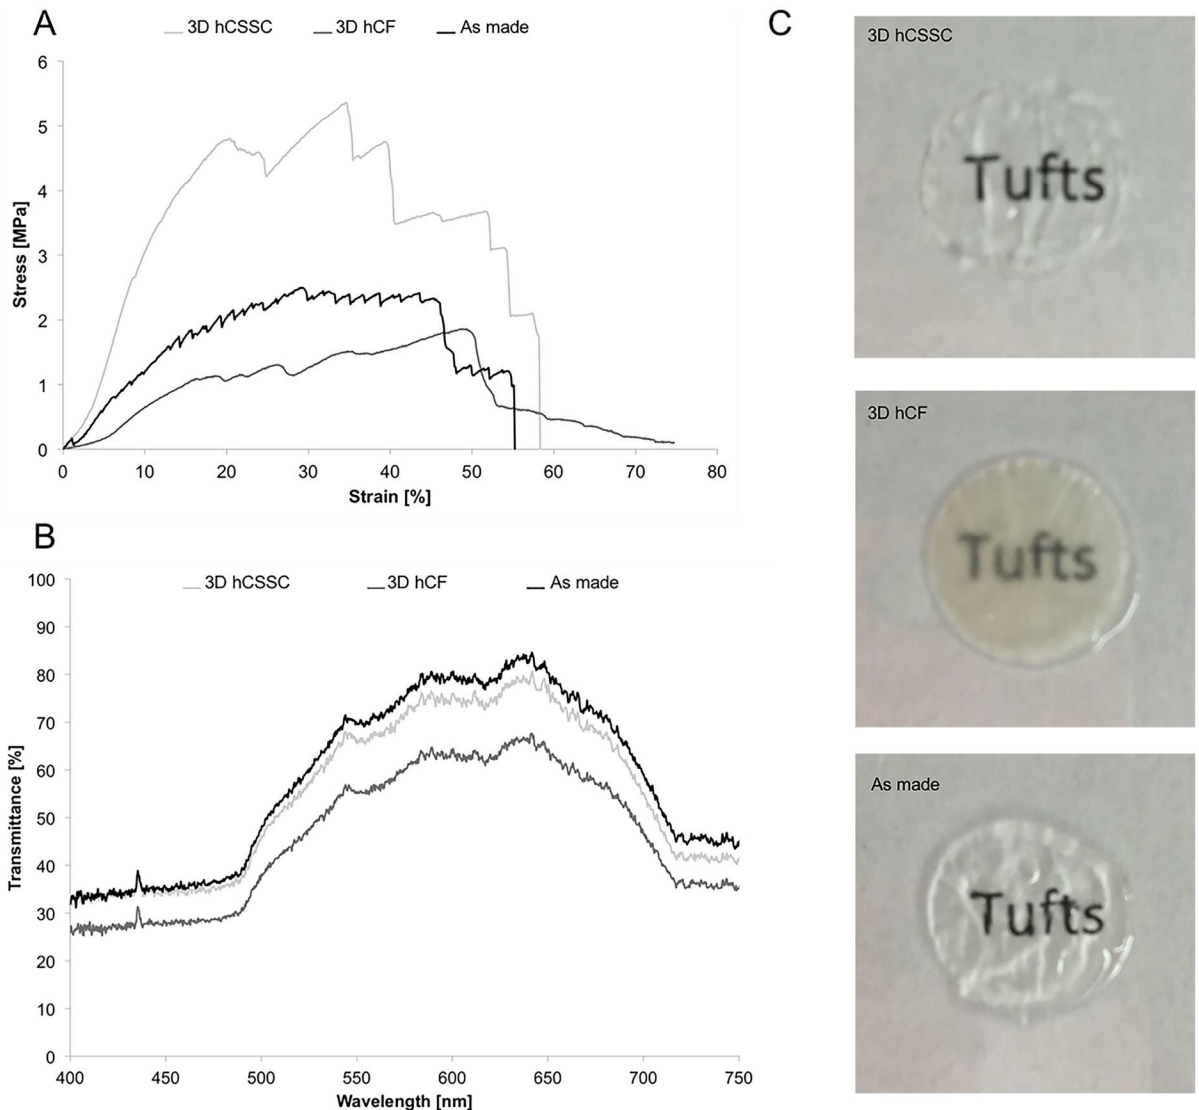 A
3D hCSSC 3D hCF As made
6
5
4
3
2
1
0
Stress [MPa]
0 10 20 30 40 50 60 70 80
Strain [%]
B
3D hCSSC 3D hCF As made
100
90
80
70
60
50
40
30
20
10
0
Transmittance [%]
400 450 500 550 600 650 700 750
Wavelength [nm]
C
3D hCSSC
Tufts
3D hCF
Tufts
As made
Tufts